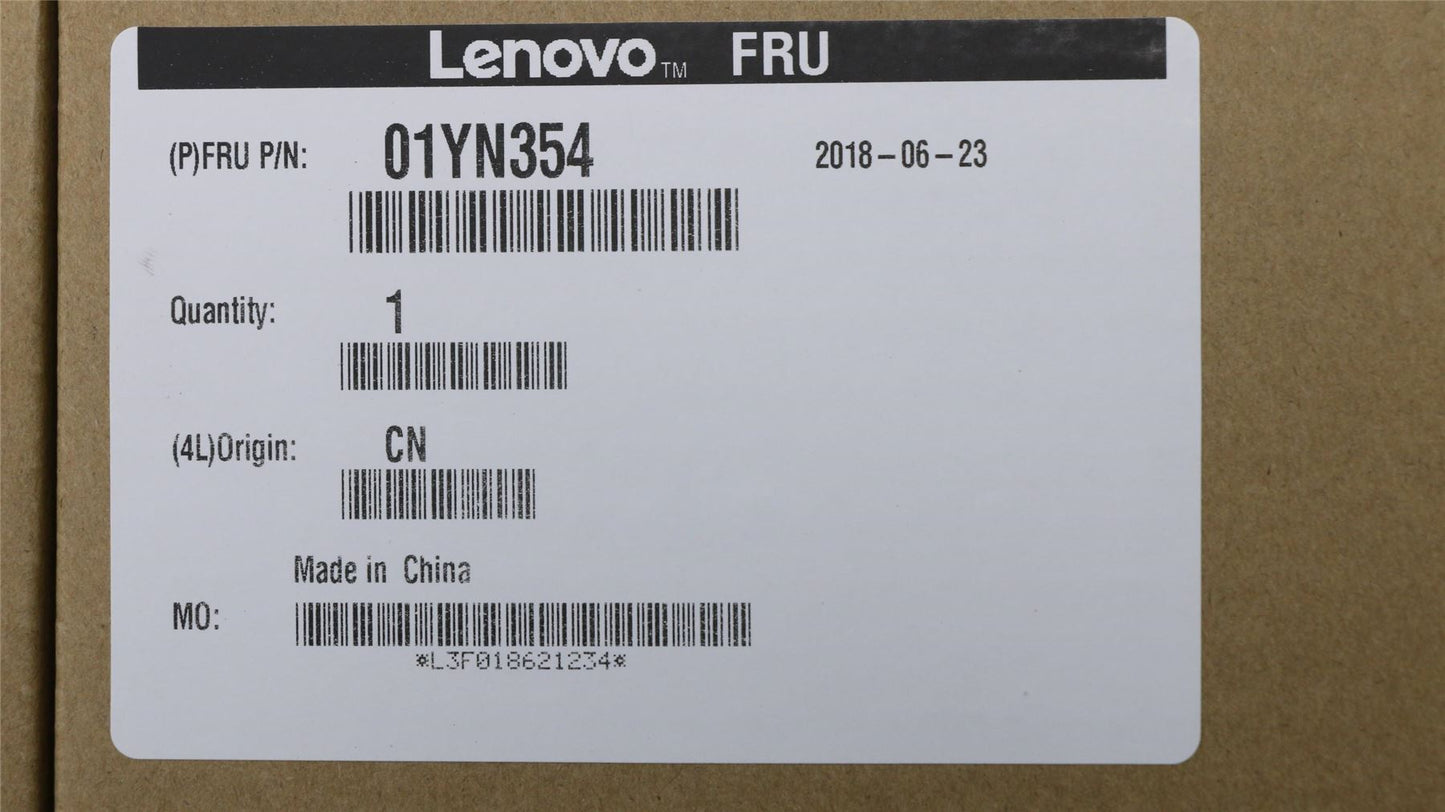 Lenovo™ FRU
(P)FRU P/N: 01YN354 2018-06-23
Quantity: 1
(4L)Origin: CN
Made in China
MO:
*L3F018621234*